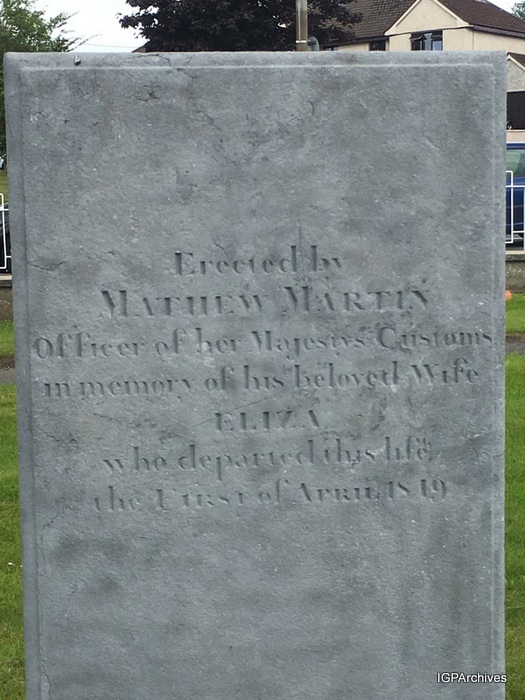 Erected by
MATHEW MARTIN
Officer of her Majestys Customs
in memory of his beloved Wife
ELIZA
who departed this life
the FIRST of APRIL 1849
IGPArchives